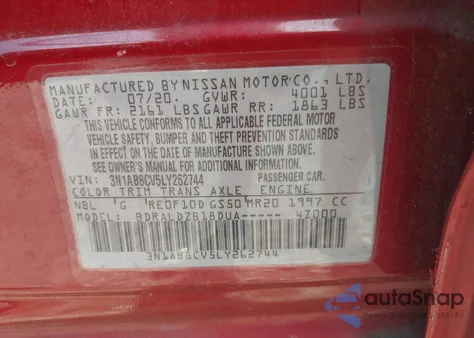 MANUFACTURED BY NISSAN MOTOR CO., LTD.
DATE: 07/20. GVWR: 4001 LBS
GAWR FR: 2161 LBS GAWR RR: 1863 LBS
THIS VEHICLE CONFORMS TO ALL APPLICABLE FEDERAL MOTOR
VEHICLE SAFETY, BUMPER AND THEFT PREVENTION STANDARDS
IN EFFECT ON THE DATE OF MANUFACTURE SHOWN ABOVE.
SEE OWNER'S MANUAL FOR ADDITIONAL INFORMATION.
VIN: 3N1AB8CV5LY262744 PASSENGER CAR.
COLOR TRIM TRANS AXLE ENGINE
NBL G RE0F10D GS50 MR20 1997 CC
MODEL: BDRALDZB18DUA---- 4Z000
3N1AB8CV5LY262744
autoSnap